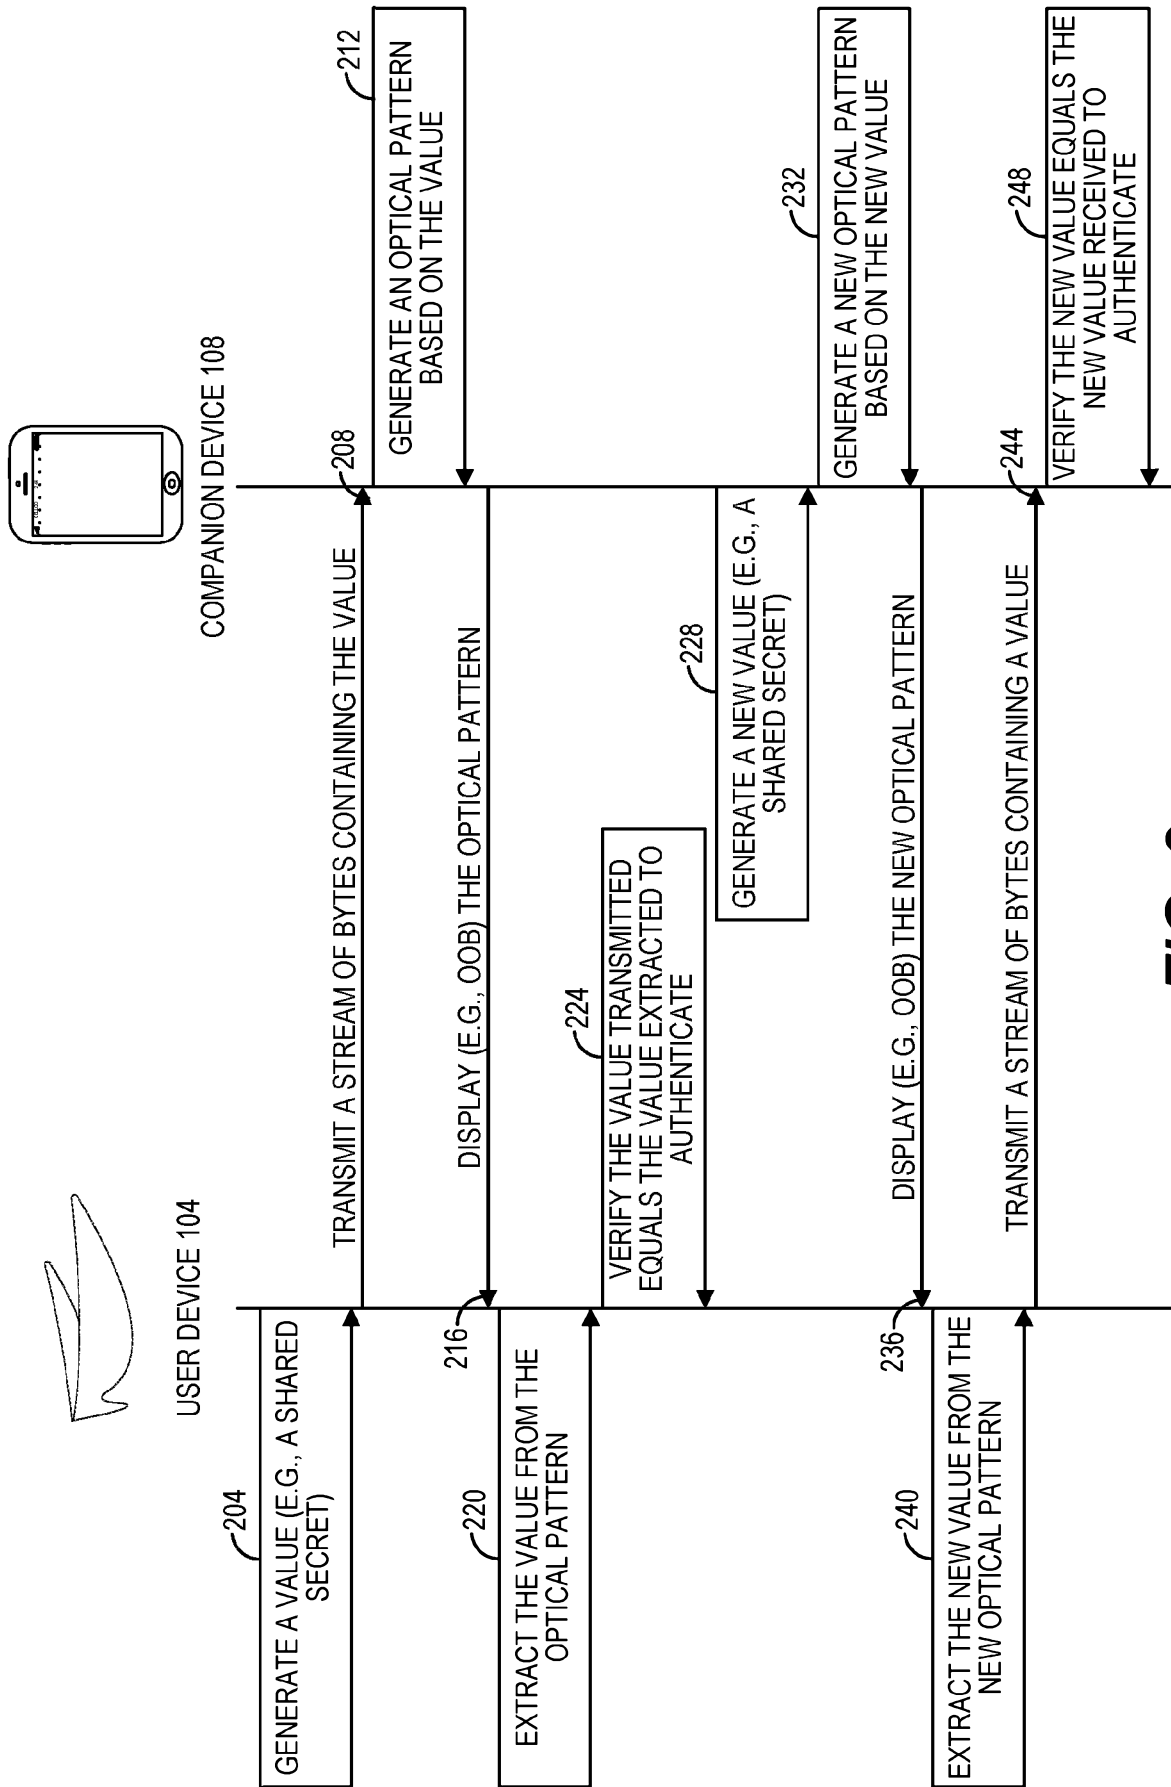 USER DEVICE 104
COMPANION DEVICE 108
204
GENERATE A VALUE (E.G., A SHARED
SECRET)
TRANSMIT A STREAM OF BYTES CONTAINING THE VALUE
208
212
GENERATE AN OPTICAL PATTERN
BASED ON THE VALUE
DISPLAY (E.G., OOB) THE OPTICAL PATTERN
216
220
EXTRACT THE VALUE FROM THE
OPTICAL PATTERN
224
VERIFY THE VALUE TRANSMITTED
EQUALS THE VALUE EXTRACTED TO
AUTHENTICATE
228
GENERATE A NEW VALUE (E.G., A
SHARED SECRET)
232
GENERATE A NEW OPTICAL PATTERN
BASED ON THE NEW VALUE
DISPLAY (E.G., OOB) THE NEW OPTICAL PATTERN
236
240
EXTRACT THE NEW VALUE FROM THE
NEW OPTICAL PATTERN
TRANSMIT A STREAM OF BYTES CONTAINING A VALUE
244
248
VERIFY THE NEW VALUE EQUALS THE
NEW VALUE RECEIVED TO
AUTHENTICATE